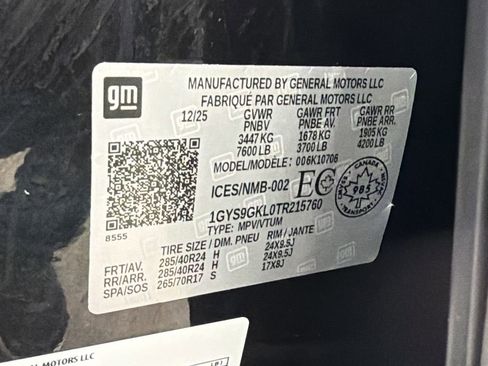 gm
MANUFACTURED BY GENERAL MOTORS LLC
FABRIQUÉ PAR GENERAL MOTORS LLC
12/25 GVWR GAWR FRT GAWR RR
PNBV PNBE AV. PNBE ARR.
3447 KG 1678 KG 1905 KG
7600 LB 3700 LB 4200 LB
MODEL/MODÈLE: 006K10706
ICES/NMB-002 EC CANADA 985
1GYS9GKL0TR215760
TYPE: MPV/VTUM
8555
TIRE SIZE / DIM. PNEU RIM / JANTE
FRT/AV. 285/40R24 H 24X9.5J
RR/ARR. 285/40R24 H 24X9.5J
SPA/SOS 265/70R17 S 17X8J
MOTORS LLC